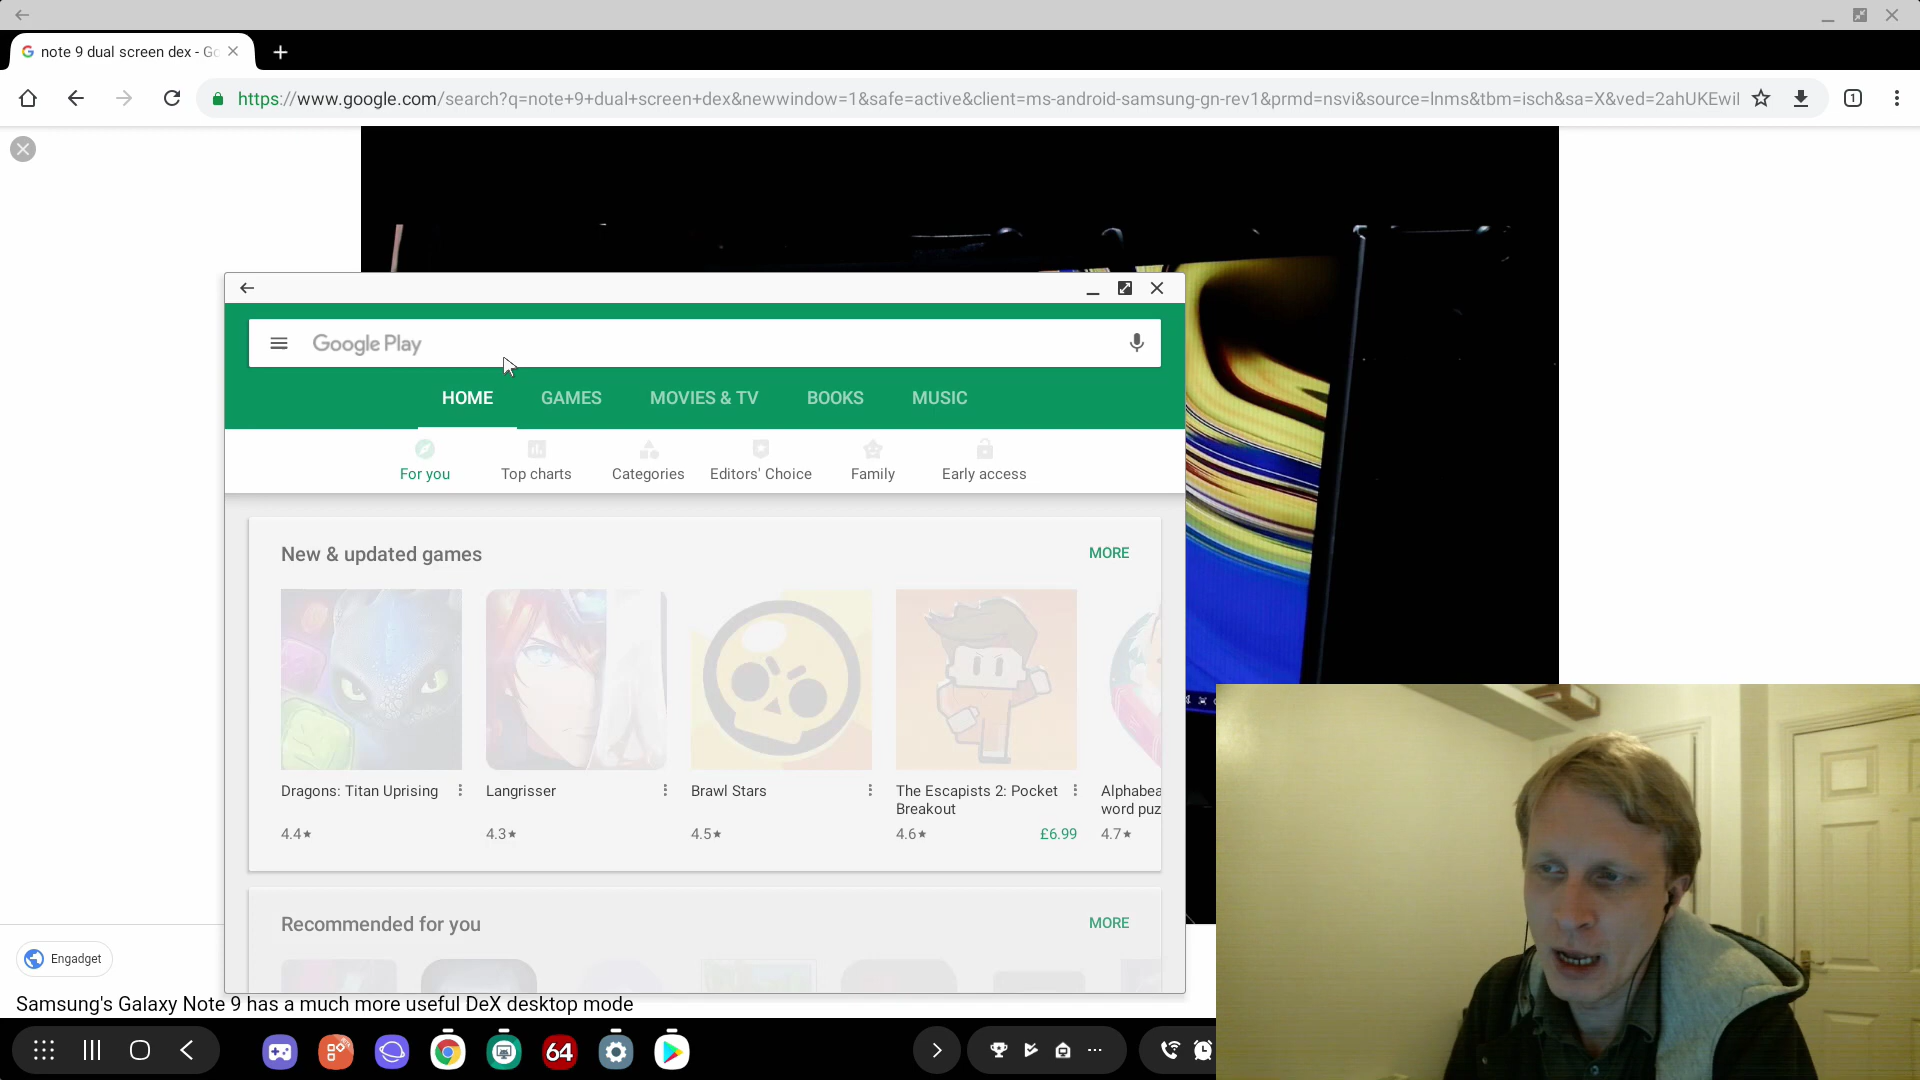 note 9 dual screen dex - Go
https://www.google.com/search?q=note+9+dual+screen+dex&newwindow=1&safe=active&client=ms-android-samsung-gn-rev1&prmd=nsvi&source=lnms&tbm=isch&sa=X&ved=2ahUKEwil
1
Google Play
HOME GAMES MOVIES & TV BOOKS MUSIC
For you Top charts Categories Editors' Choice Family Early access
New & updated games MORE
Dragons: Titan Uprising Langrisser Brawl Stars The Escapists 2: Pocket Alphabea
Breakout word puz
4.4★ 4.3★ 4.5★ 4.6★ £6.99 4.7★
Recommended for you MORE
Engadget
Samsung's Galaxy Note 9 has a much more useful DeX desktop mode
64